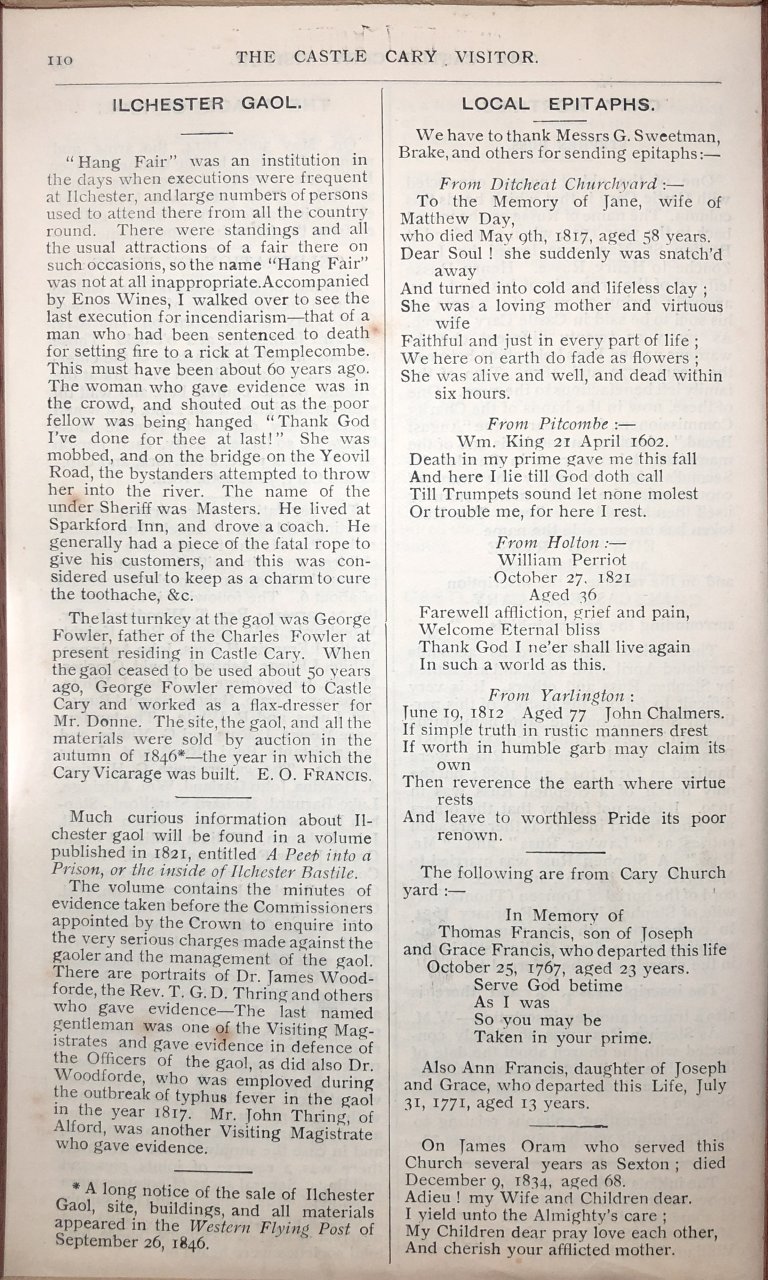 110
THE CASTLE CARY VISITOR.
ILCHESTER GAOL.
"Hang Fair" was an institution in
the days when executions were frequent
at Ilchester, and large numbers of persons
used to attend there from all the country
round. There were standings and all
the usual attractions of a fair there on
such occasions, so the name "Hang Fair"
was not at all inappropriate. Accompanied
by Enos Wines, I walked over to see the
last execution for incendiarism—that of a
man who had been sentenced to death
for setting fire to a rick at Templecombe.
This must have been about 60 years ago.
The woman who gave evidence was in
the crowd, and shouted out as the poor
fellow was being hanged "Thank God
I've done for thee at last!" She was
mobbed, and on the bridge on the Yeovil
Road, the bystanders attempted to throw
her into the river. The name of the
under Sheriff was Masters. He lived at
Sparkford Inn, and drove a coach. He
generally had a piece of the fatal rope to
give his customers, and this was con-
sidered useful to keep as a charm to cure
the toothache, &c.
The last turnkey at the gaol was George
Fowler, father of the Charles Fowler at
present residing in Castle Cary. When
the gaol ceased to be used about 50 years
ago, George Fowler removed to Castle
Cary and worked as a flax-dresser for
Mr. Donne. The site, the gaol, and all the
materials were sold by auction in the
autumn of 1846*—the year in which the
Cary Vicarage was built. E. O. FRANCIS.
Much curious information about Il-
chester gaol will be found in a volume
published in 1821, entitled A Peep into a
Prison, or the inside of Ilchester Bastile.
The volume contains the minutes of
evidence taken before the Commissioners
appointed by the Crown to enquire into
the very serious charges made against the
gaoler and the management of the gaol.
There are portraits of Dr. James Wood-
forde, the Rev. T. G. D. Thring and others
who gave evidence—The last named
gentleman was one of the Visiting Mag-
istrates and gave evidence in defence of
the Officers of the gaol, as did also Dr.
Woodforde, who was employed during
the outbreak of typhus fever in the gaol
in the year 1817. Mr. John Thring, of
Alford, was another Visiting Magistrate
who gave evidence.
* A long notice of the sale of Ilchester
Gaol, site, buildings, and all materials
appeared in the Western Flying Post of
September 26, 1846.
LOCAL EPITAPHS.
We have to thank Messrs G. Sweetman,
Brake, and others for sending epitaphs:—
From Ditcheat Churchyard :—
To the Memory of Jane, wife of
Matthew Day,
who died May 9th, 1817, aged 58 years.
Dear Soul ! she suddenly was snatch'd
away
And turned into cold and lifeless clay ;
She was a loving mother and virtuous
wife
Faithful and just in every part of life ;
We here on earth do fade as flowers ;
She was alive and well, and dead within
six hours.
From Pitcombe :—
Wm. King 21 April 1602.
Death in my prime gave me this fall
And here I lie till God doth call
Till Trumpets sound let none molest
Or trouble me, for here I rest.
From Holton :—
William Perriot
October 27, 1821
Aged 36
Farewell affliction, grief and pain,
Welcome Eternal bliss
Thank God I ne'er shall live again
In such a world as this.
From Yarlington :
June 19, 1812 Aged 77 John Chalmers.
If simple truth in rustic manners drest
If worth in humble garb may claim its
own
Then reverence the earth where virtue
rests
And leave to worthless Pride its poor
renown.
The following are from Cary Church
yard :—
In Memory of
Thomas Francis, son of Joseph
and Grace Francis, who departed this life
October 25, 1767, aged 23 years.
Serve God betime
As I was
So you may be
Taken in your prime.
Also Ann Francis, daughter of Joseph
and Grace, who departed this Life, July
31, 1771, aged 13 years.
On James Oram who served this
Church several years as Sexton ; died
December 9, 1834, aged 68.
Adieu ! my Wife and Children dear.
I yield unto the Almighty's care ;
My Children dear pray love each other,
And cherish your afflicted mother.